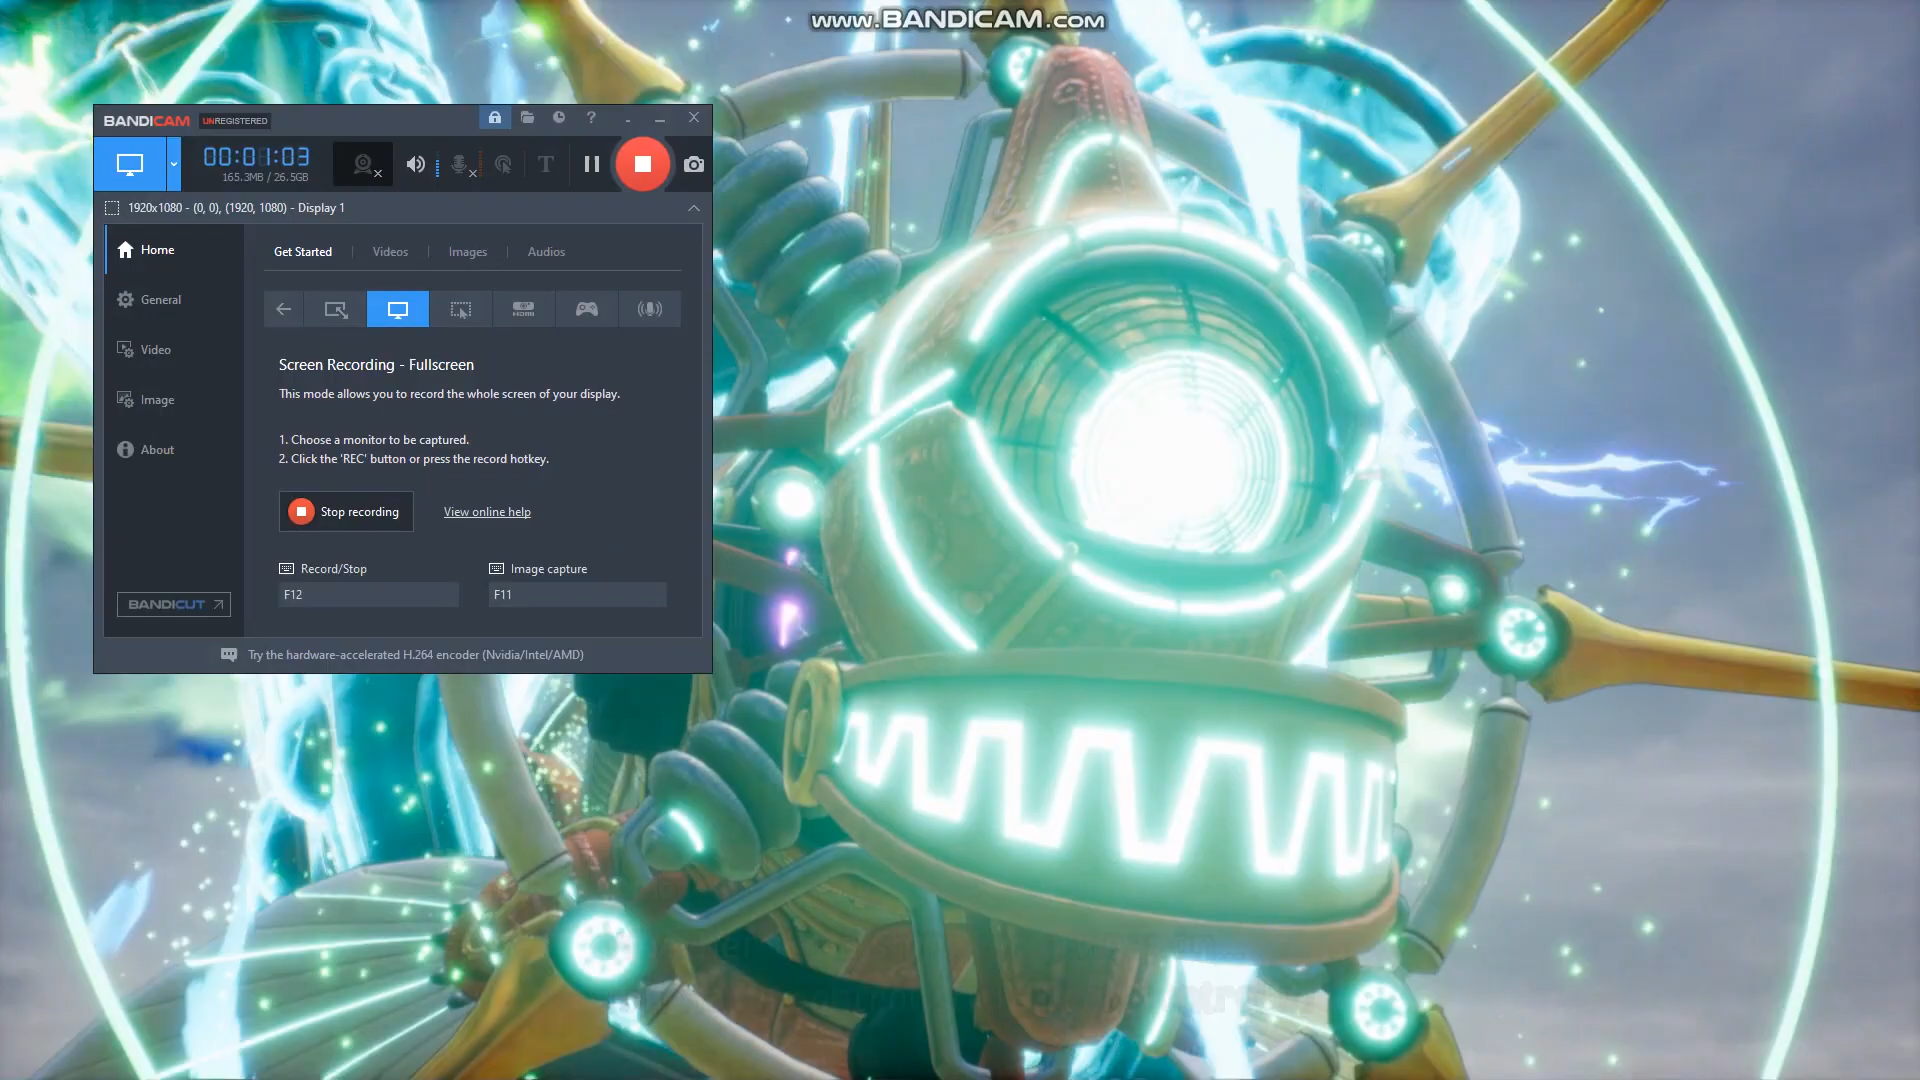 www.BANDICAM.com
BANDICAM UNREGISTERED
00:01:03
165.3MB / 26.5GB
1920x1080 - (0, 0), (1920, 1080) - Display 1
Home
General
Video
Image
About
BANDICUT
Get Started
Videos
Images
Audios
HDMI
Screen Recording - Fullscreen
This mode allows you to record the whole screen of your display.
1. Choose a monitor to be captured.
2. Click the 'REC' button or press the record hotkey.
Stop recording
View online help
Record/Stop
Image capture
F12
F11
Try the hardware-accelerated H.264 encoder (Nvidia/Intel/AMD)